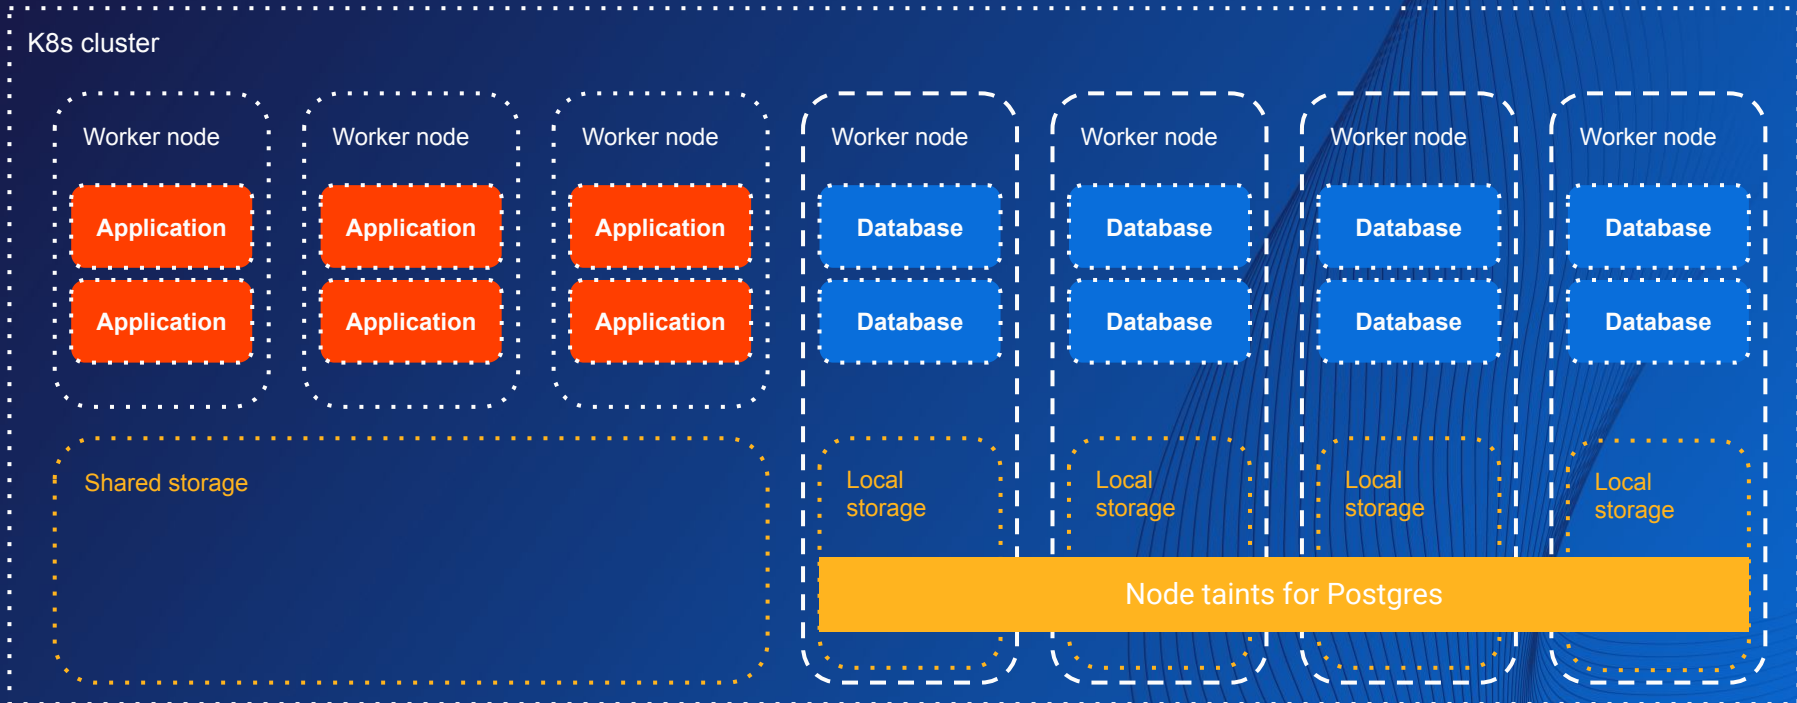 K8s cluster
Worker node
Worker node
Worker node
Worker node
Worker node
Worker node
Worker node
Application
Application
Application
Database
Database
Database
Database
Application
Application
Application
Database
Database
Database
Database
Shared storage
Local
storage
Local
storage
Local
storage
Local
storage
Node taints for Postgres